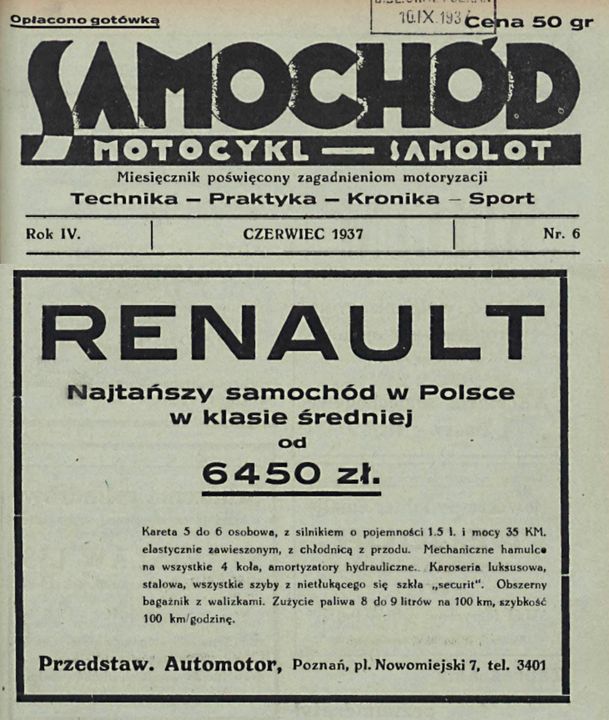 Opłacono gotówką
16.IX.193
Cena 50 gr
SAMOCHÓD
MOTOCYKL — SAMOLOT
Miesięcznik poświęcony zagadnieniom motoryzacji
Technika — Praktyka — Kronika — Sport
Rok IV. CZERWIEC 1937 Nr. 6
RENAULT
Najtańszy samochód w Polsce
w klasie średniej
od
6450 zł.
Kareta 5 do 6 osobowa, z silnikiem o pojemności 1.5 l. i mocy 35 KM.
elastycznie zawieszonym, z chłodnicą z przodu. Mechaniczne hamulce
na wszystkie 4 koła, amortyzatory hydrauliczne. Karoseria luksusowa,
stalowa, wszystkie szyby z nietłukącego się szkła „securit". Obszerny
bagażnik z walizkami. Zużycie paliwa 8 do 9 litrów na 100 km, szybkość
100 km/godzinę.
Przedstaw. Automotor, Poznań, pl. Nowomiejski 7, tel. 3401